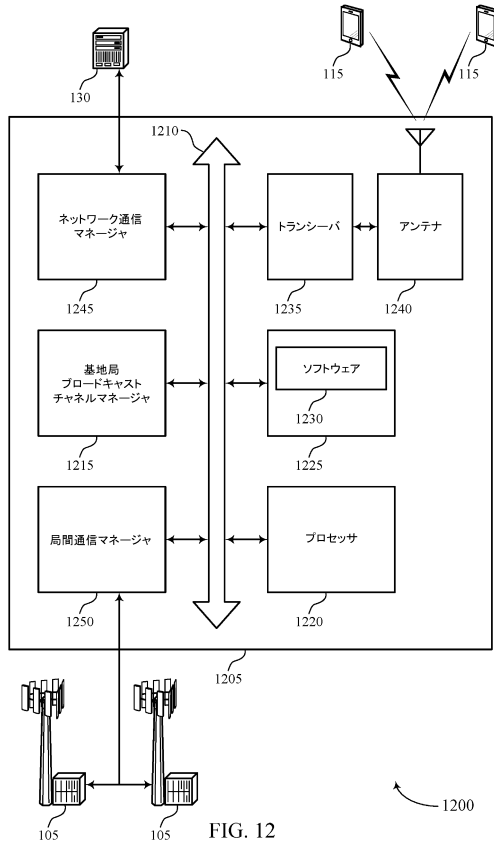 115
115
130
1210
ネットワーク通信
マネージャ
トランシーバ
アンテナ
1245
1235
1240
基地局
ブロードキャスト
チャネルマネージャ
ソフトウェア
1230
1215
1225
局間通信マネージャ
プロセッサ
1250
1220
1205
105
105
1200
FIG. 12